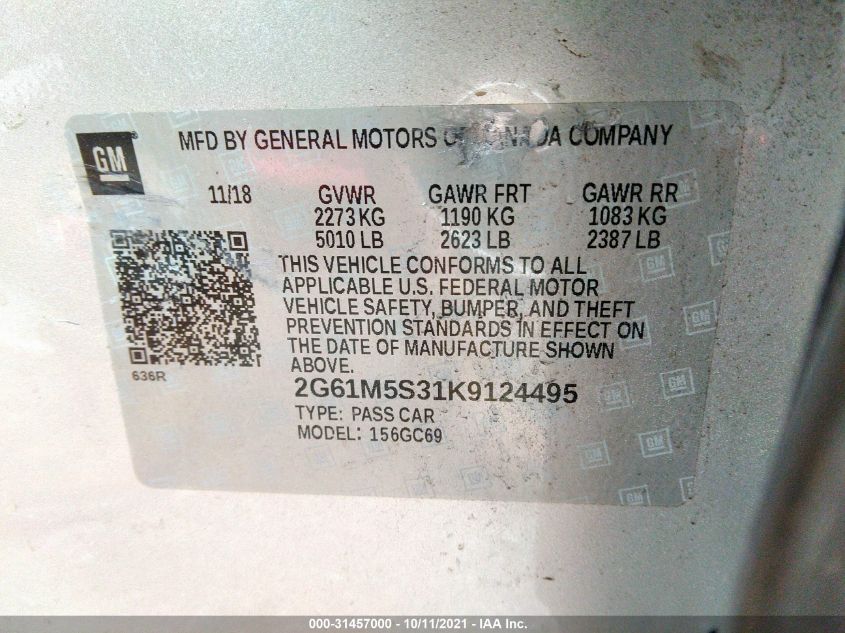 GM
MFD BY GENERAL MOTORS OF CANADA COMPANY
11/18 GVWR GAWR FRT GAWR RR
2273 KG 1190 KG 1083 KG
5010 LB 2623 LB 2387 LB
THIS VEHICLE CONFORMS TO ALL
APPLICABLE U.S. FEDERAL MOTOR
VEHICLE SAFETY, BUMPER, AND THEFT
PREVENTION STANDARDS IN EFFECT ON
THE DATE OF MANUFACTURE SHOWN
ABOVE.
636R
2G61M5S31K9124495
TYPE: PASS CAR
MODEL: 156GC69
000-31457000 - 10/11/2021 - IAA Inc.